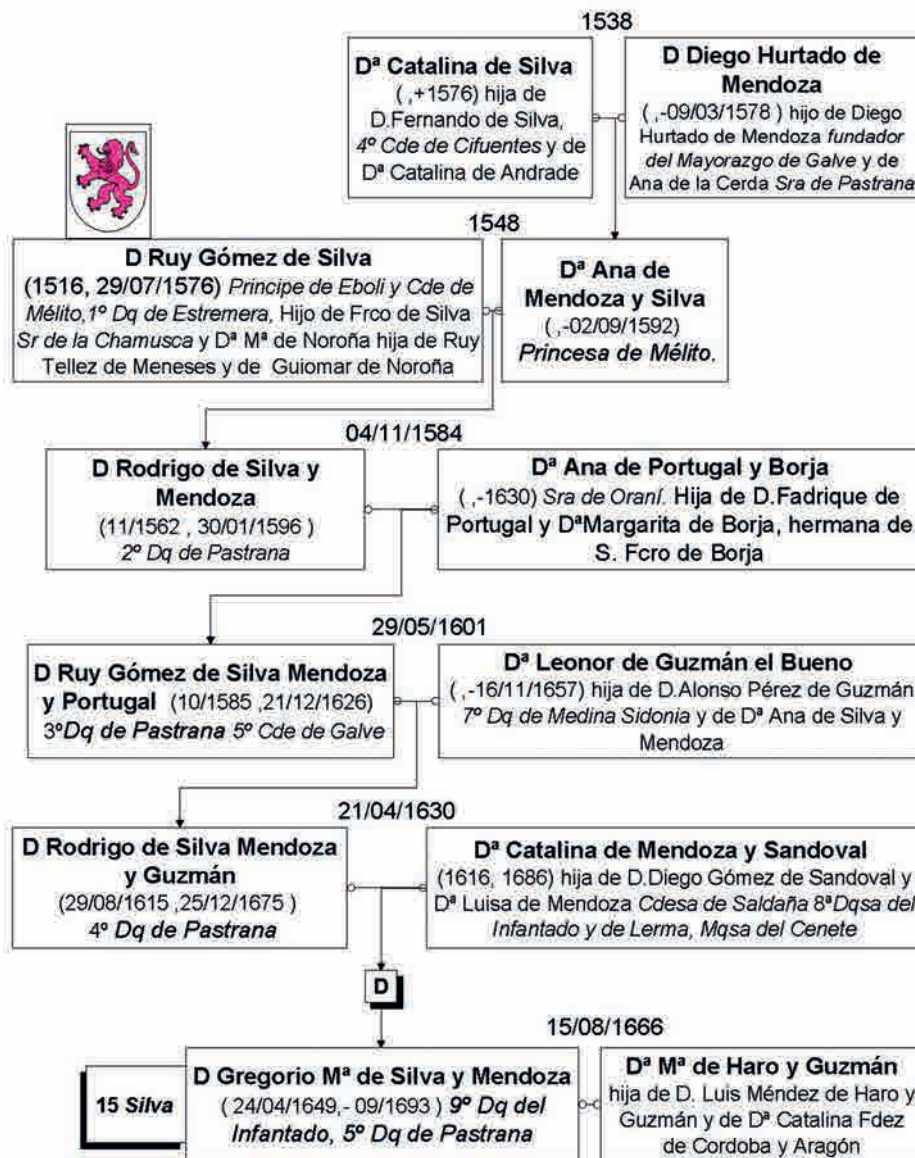 1538
Dª Catalina de Silva
( ,+1576) hija de
D.Fernando de Silva,
4º Cde de Cifuentes y de
Dª Catalina de Andrade
D Diego Hurtado de
Mendoza
( ,-09/03/1578 ) hijo de Diego
Hurtado de Mendoza fundador
del Mayorazgo de Galve y de
Ana de la Cerda Sra de Pastrana
1548
D Ruy Gómez de Silva
(1516, 29/07/1576) Principe de Eboli y Cde de
Mélito,1º Dq de Estremera, Hijo de Frco de Silva
Sr de la Chamusca y Dª Mª de Noroña hija de Ruy
Tellez de Meneses y de Guiomar de Noroña
Dª Ana de
Mendoza y Silva
( ,-02/09/1592)
Princesa de Mélito.
04/11/1584
D Rodrigo de Silva y
Mendoza
(11/1562 , 30/01/1596 )
2º Dq de Pastrana
Dª Ana de Portugal y Borja
( ,-1630) Sra de Oraní. Hija de D.Fadrique de
Portugal y DªMargarita de Borja, hermana de
S. Fcro de Borja
29/05/1601
D Ruy Gómez de Silva Mendoza
y Portugal (10/1585 ,21/12/1626)
3ºDq de Pastrana 5º Cde de Galve
Dª Leonor de Guzmán el Bueno
( ,-16/11/1657) hija de D.Alonso Pérez de Guzmán
7º Dq de Medina Sidonia y de Dª Ana de Silva y
Mendoza
21/04/1630
D Rodrigo de Silva Mendoza
y Guzmán
(29/08/1615 ,25/12/1675 )
4º Dq de Pastrana
Dª Catalina de Mendoza y Sandoval
(1616, 1686) hija de D.Diego Gómez de Sandoval y
Dª Luisa de Mendoza Cdesa de Saldaña 8ªDqsa del
Infantado y de Lerma, Mqsa del Cenete
D
15/08/1666
15 Silva
D Gregorio Mª de Silva y Mendoza
( 24/04/1649,- 09/1693 ) 9º Dq del
Infantado, 5º Dq de Pastrana
Dª Mª de Haro y Guzmán
hija de D. Luis Méndez de Haro y
Guzmán y de Dª Catalina Fdez
de Cordoba y Aragón